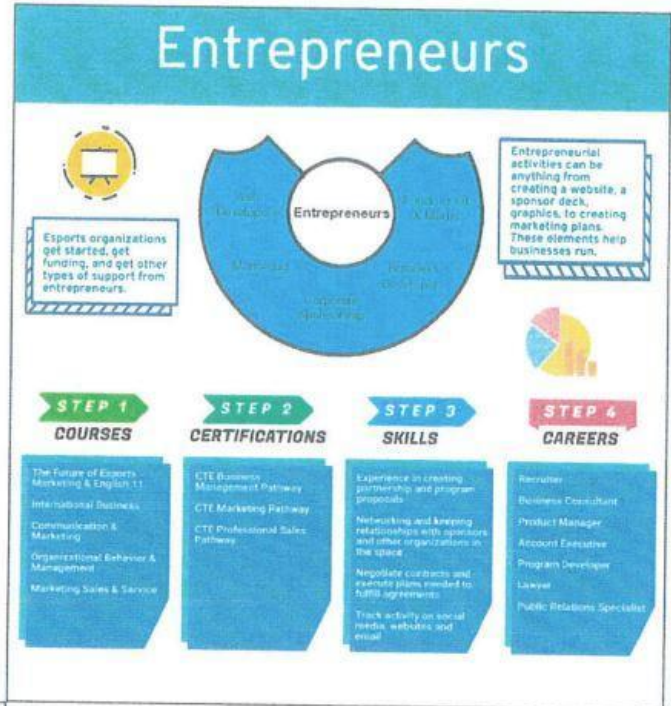 Entrepreneurs
Esports organizations
get started, get
funding, and get other
types of support from
entrepreneurs.
Entrepreneurs
Web
Developer
Corporate
Sponsorship
Business
Developer
Entrepreneurial
activities can be
anything from
creating a website, a
sponsor deck,
graphics, to creating
marketing plans.
These elements help
businesses run.
STEP 1
COURSES
The Future of Esports
Marketing & English 11
International Business
Communication &
Marketing
Organizational Behavior &
Management
Marketing Sales & Service
STEP 2
CERTIFICATIONS
CTE Business
Management Pathway
CTE Marketing Pathway
CTE Professional Sales
Pathway
STEP 3
SKILLS
Experience in creating
partnership and program
proposals
Networking and keeping
relationships with sponsors
and other organizations in
the space
Negotiate contracts and
execute plans needed to
fulfill agreements
Track activity on social
media, websites and
email
STEP 4
CAREERS
Recruiter
Business Consultant
Product Manager
Account Executive
Program Developer
Lawyer
Public Relations Specialist